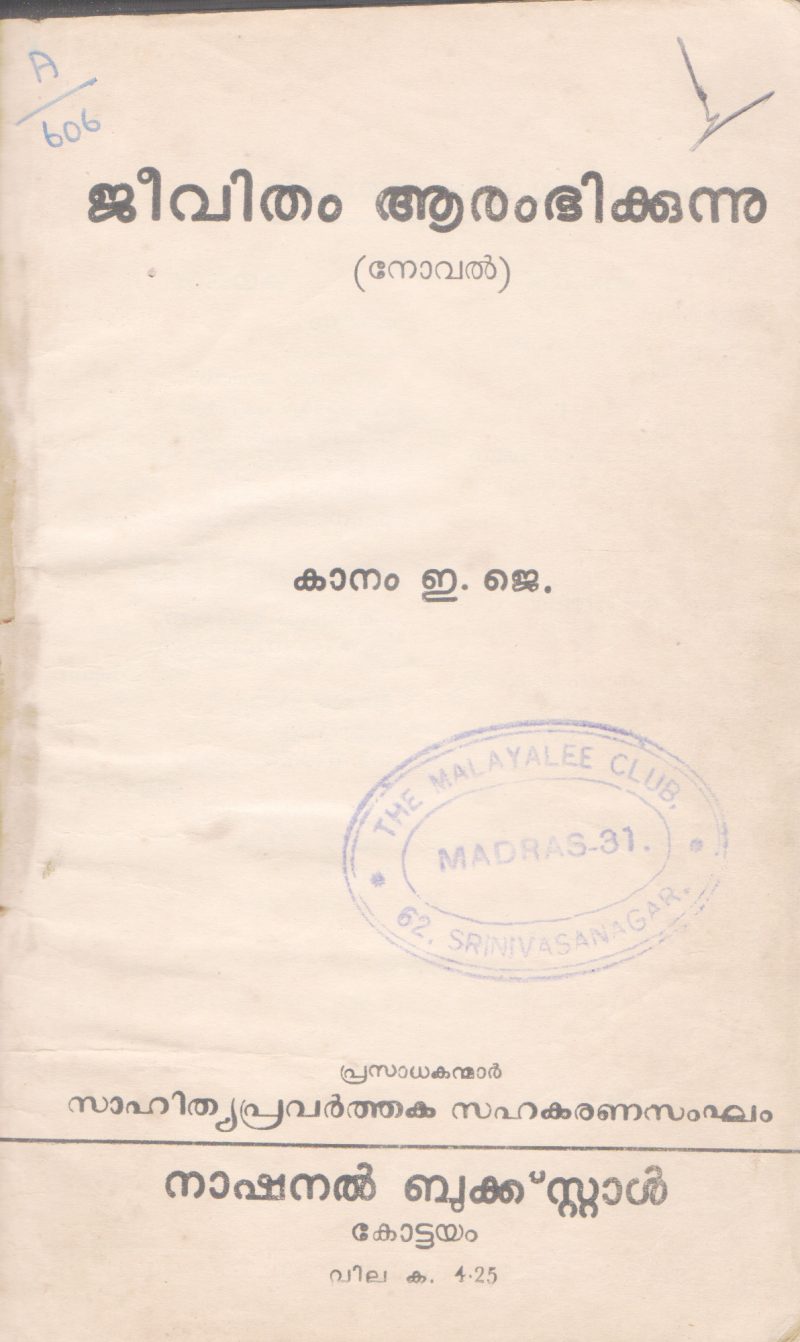 A
606
ജീവിതം ആരംഭിക്കുന്നു
(നോവൽ)
കാനം ഇ. ജെ.
THE MALAYALEE CLUB,
MADRAS-31.
62, SRINIVASANAGAR.
പ്രസാധകന്മാർ
സാഹിത്യപ്രവർത്തക സഹകരണസംഘം
നാഷനൽ ബുക്ക്സ്റ്റാൾ
കോട്ടയം
വില ക. 4·25